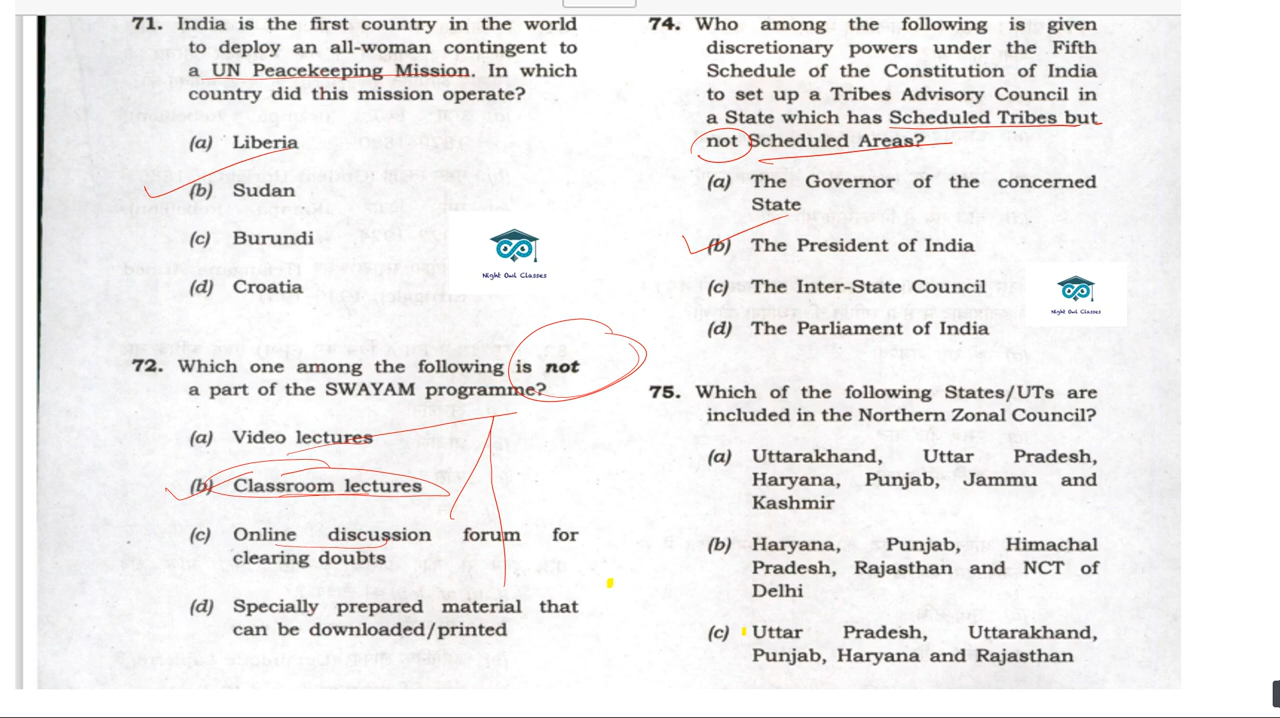 71. India is the first country in the world
to deploy an all-woman contingent to
a UN Peacekeeping Mission. In which
country did this mission operate?
(a) Liberia
(b) Sudan
(c) Burundi
(d) Croatia
Night Owl Classes
72. Which one among the following is not
a part of the SWAYAM programme?
(a) Video lectures
(b) Classroom lectures
(c) Online discussion forum for
clearing doubts
(d) Specially prepared material that
can be downloaded/printed
74. Who among the following is given
discretionary powers under the Fifth
Schedule of the Constitution of India
to set up a Tribes Advisory Council in
a State which has Scheduled Tribes but
not Scheduled Areas?
(a) The Governor of the concerned
State
(b) The President of India
(c) The Inter-State Council
(d) The Parliament of India
Night Owl Classes
75. Which of the following States/UTs are
included in the Northern Zonal Council?
(a) Uttarakhand, Uttar Pradesh,
Haryana, Punjab, Jammu and
Kashmir
(b) Haryana, Punjab, Himachal
Pradesh, Rajasthan and NCT of
Delhi
(c) Uttar Pradesh, Uttarakhand,
Punjab, Haryana and Rajasthan